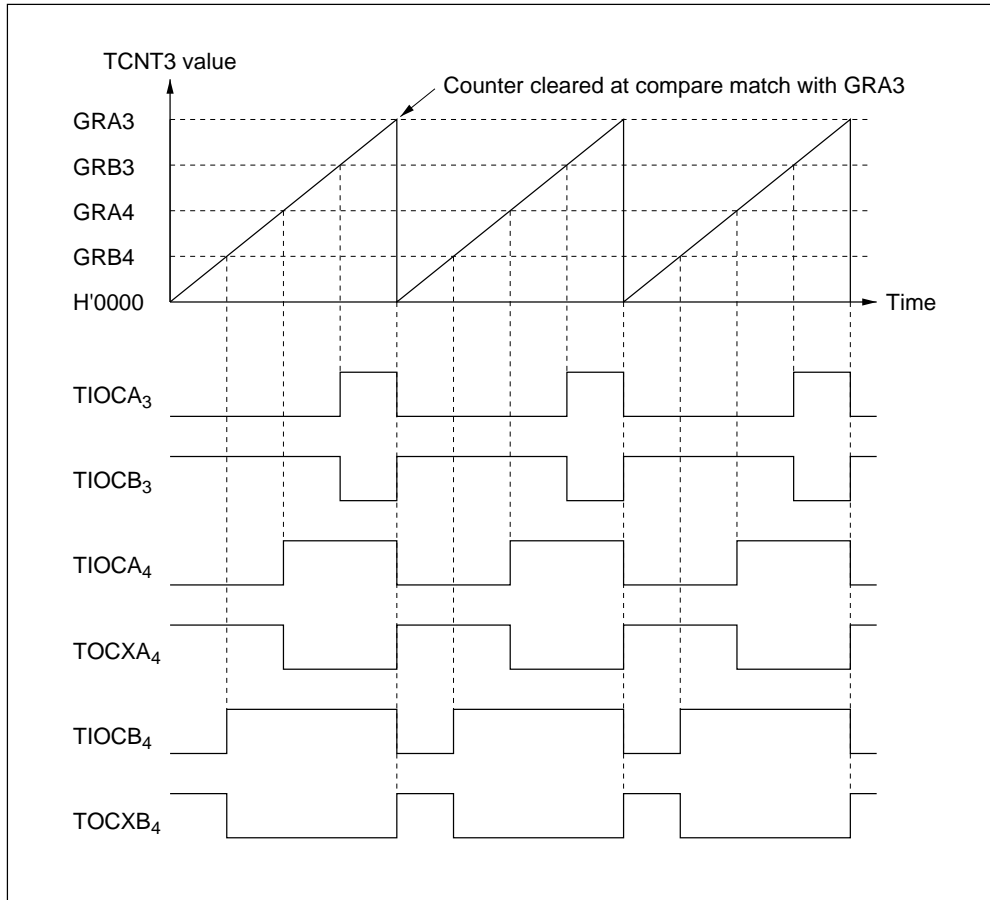 TCNT3 value
Counter cleared at compare match with GRA3
GRA3
GRB3
GRA4
GRB4
H'0000
Time
TIOCA3
TIOCB3
TIOCA4
TOCXA4
TIOCB4
TOCXB4